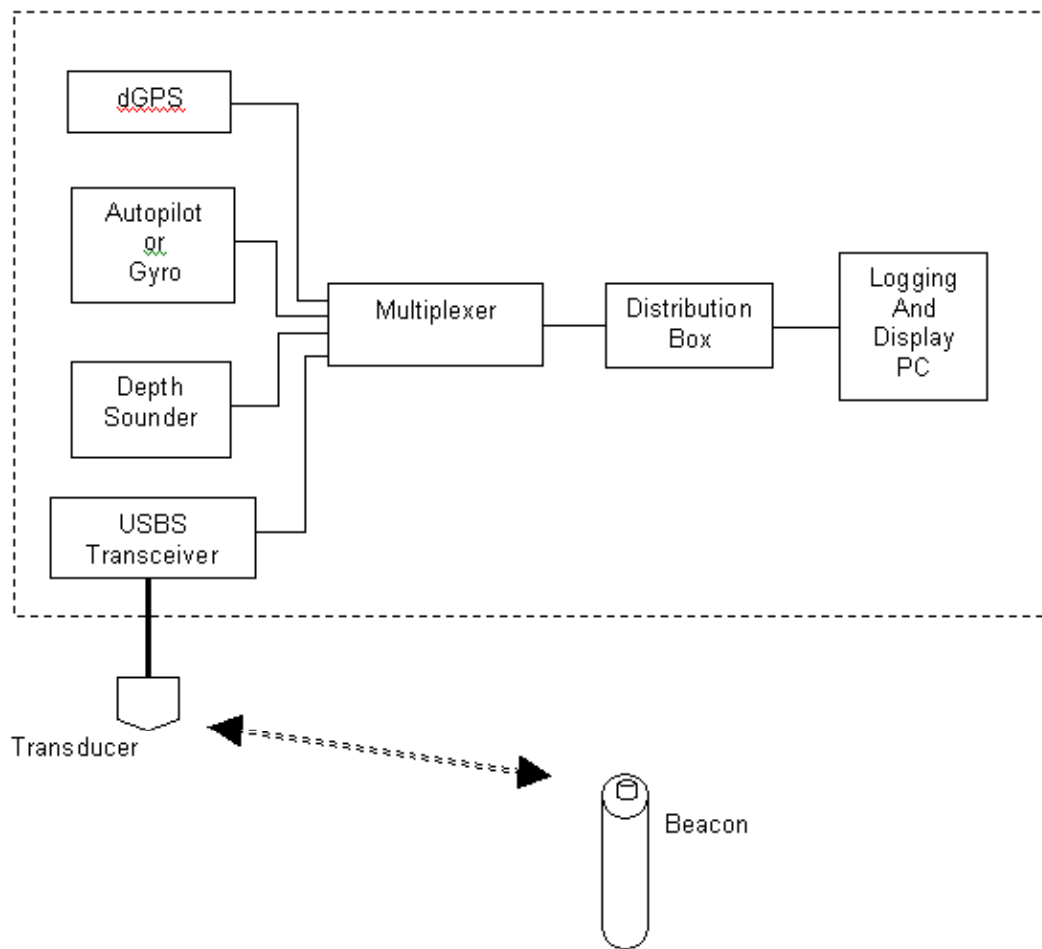 dGPS
Autopilot
or
Gyro
Depth
Sounder
USBS
Transceiver
Multiplexer
Distribution
Box
Logging
And
Display
PC
Transducer
Beacon